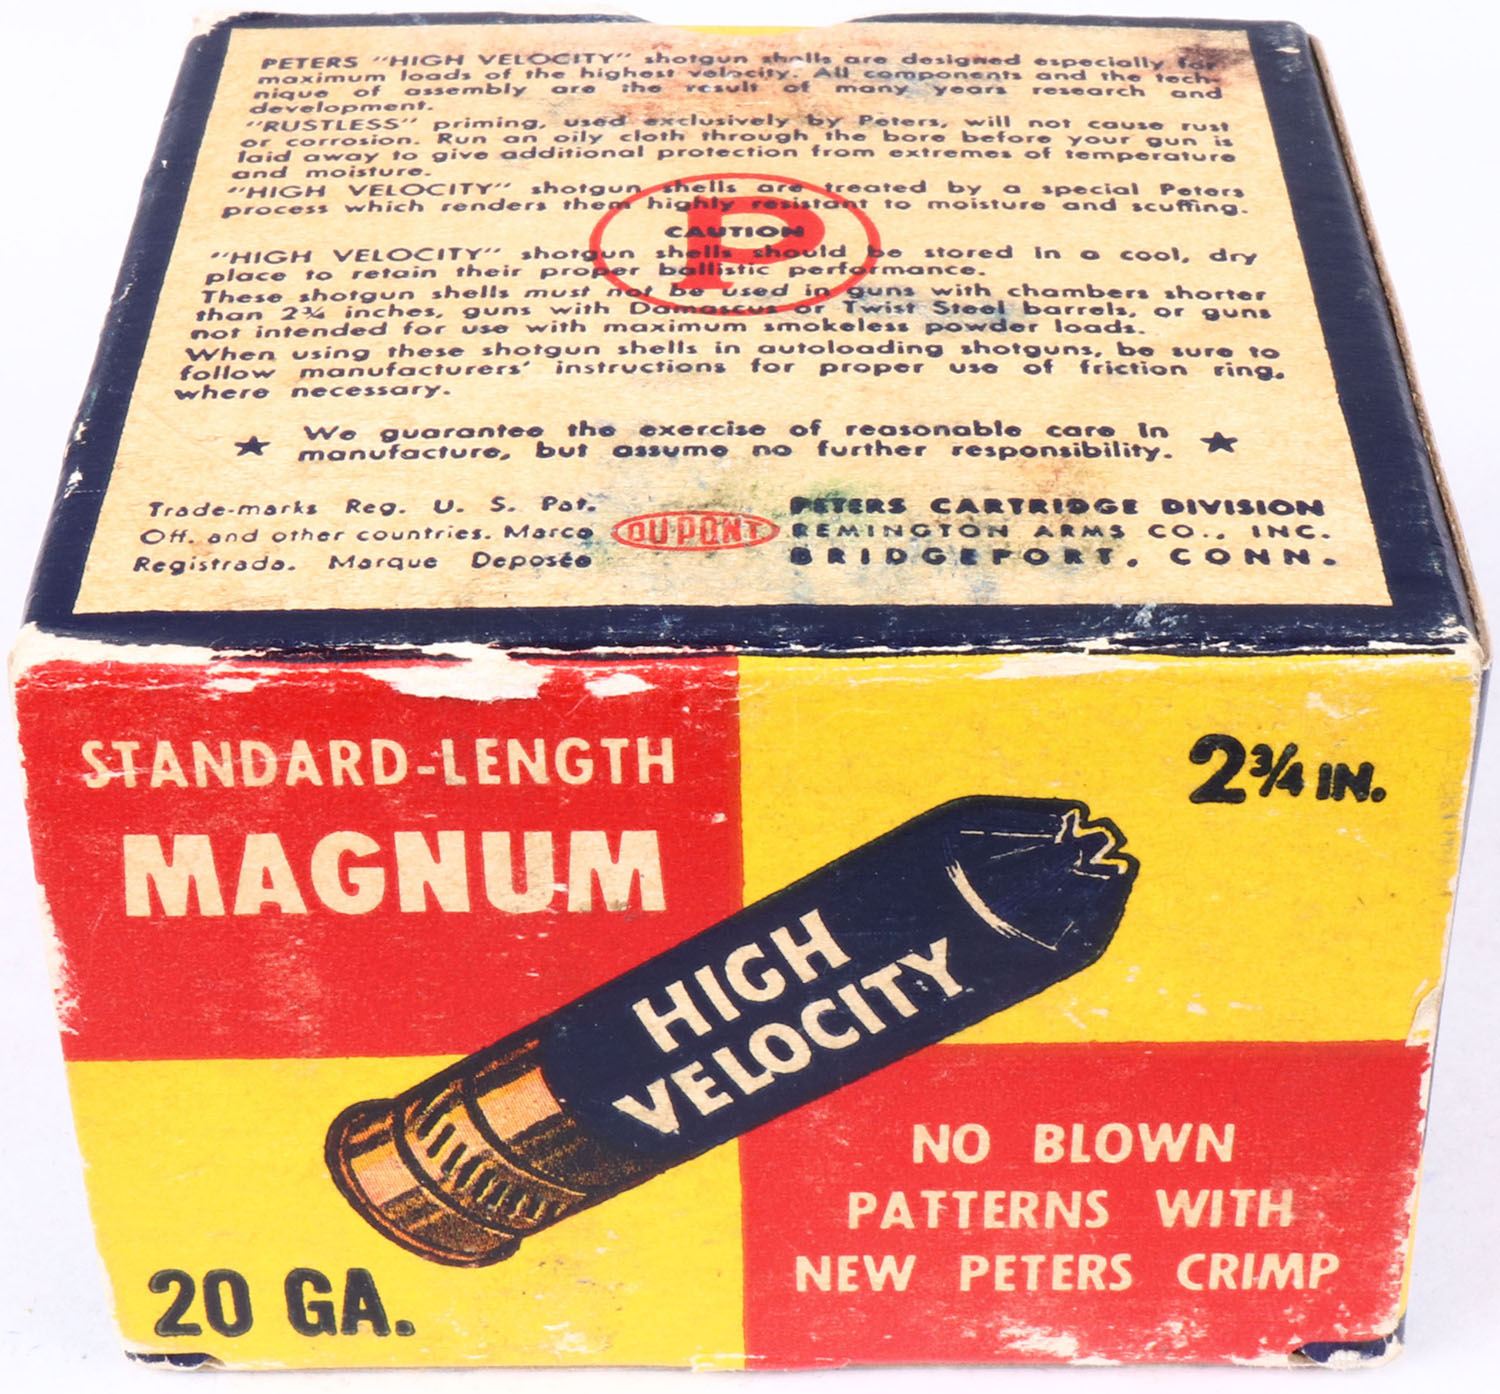 PETERS "HIGH VELOCITY" shotgun shells are designed especially for
maximum loads of the highest velocity. All components and the tech-
nique of assembly are the result of many years research and
development.
"RUSTLESS" priming, used exclusively by Peters, will not cause rust
or corrosion. Run an oily cloth through the bore before your gun is
laid away to give additional protection from extremes of temperature
and moisture.
"HIGH VELOCITY" shotgun shells are treated by a special Peters
process which renders them highly resistant to moisture and scuffing.
P
CAUTION
"HIGH VELOCITY" shotgun shells should be stored in a cool, dry
place to retain their proper ballistic performance.
These shotgun shells must not be used in guns with chambers shorter
than 2¾ inches, guns with Damascus or Twist Steel barrels, or guns
not intended for use with maximum smokeless powder loads.
When using these shotgun shells in autoloading shotguns, be sure to
follow manufacturers' instructions for proper use of friction ring,
where necessary.
★ We guarantee the exercise of reasonable care in ★
manufacture, but assume no further responsibility.
Trade-marks Reg. U. S. Pat.
Off. and other countries. Marca
Registrada. Marque Deposée
DU PONT
PETERS CARTRIDGE DIVISION
REMINGTON ARMS CO., INC.
BRIDGEPORT, CONN.
STANDARD-LENGTH
MAGNUM
2¾ IN.
HIGH
VELOCITY
NO BLOWN
PATTERNS WITH
NEW PETERS CRIMP
20 GA.